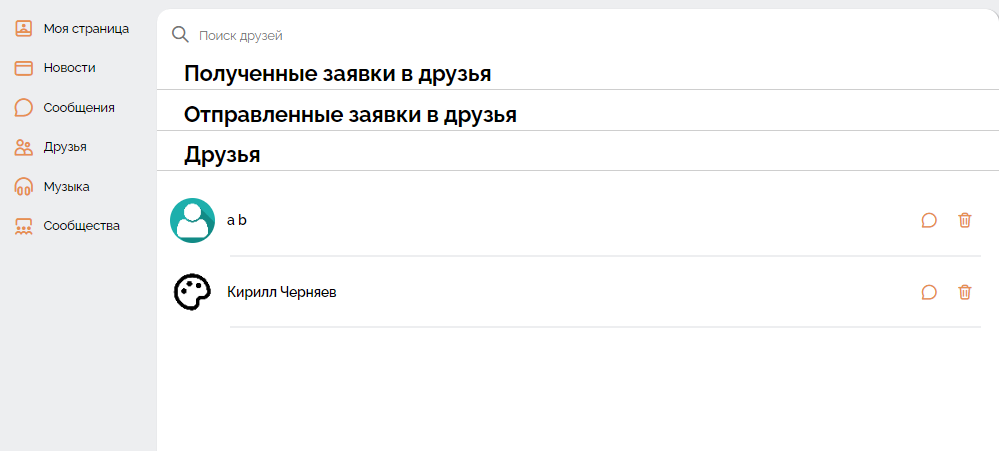 Моя страница
Новости
Сообщения
Друзья
Музыка
Сообщества
Поиск друзей
Полученные заявки в друзья
Отправленные заявки в друзья
Друзья
a b
Кирилл Черняев